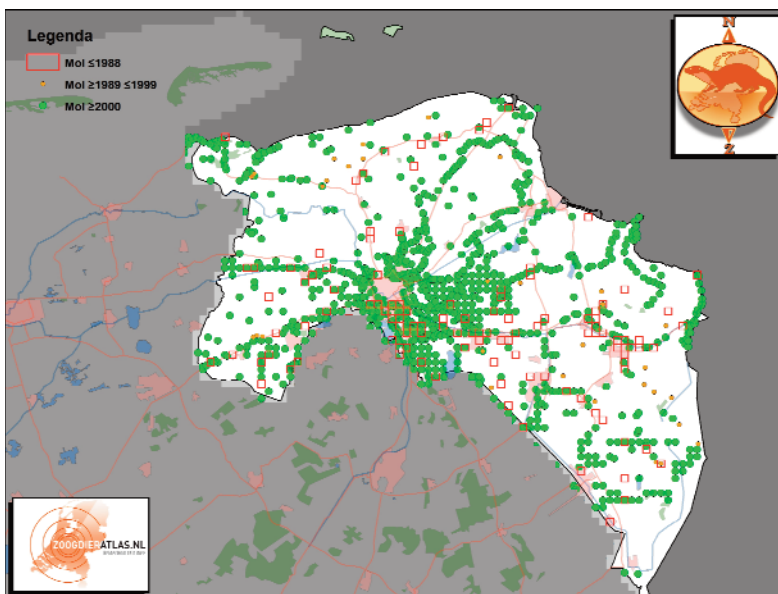 Legenda
Mol ≤1988
Mol ≥1989 ≤1999
Mol ≥2000
N
Z
ZOOGDIERATLAS.NL